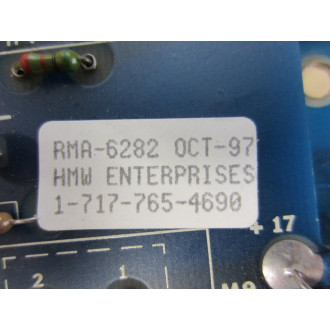 RMA-6282 OCT-97
HMW ENTERPRISES
1-717-765-4690
+ 17
2 1